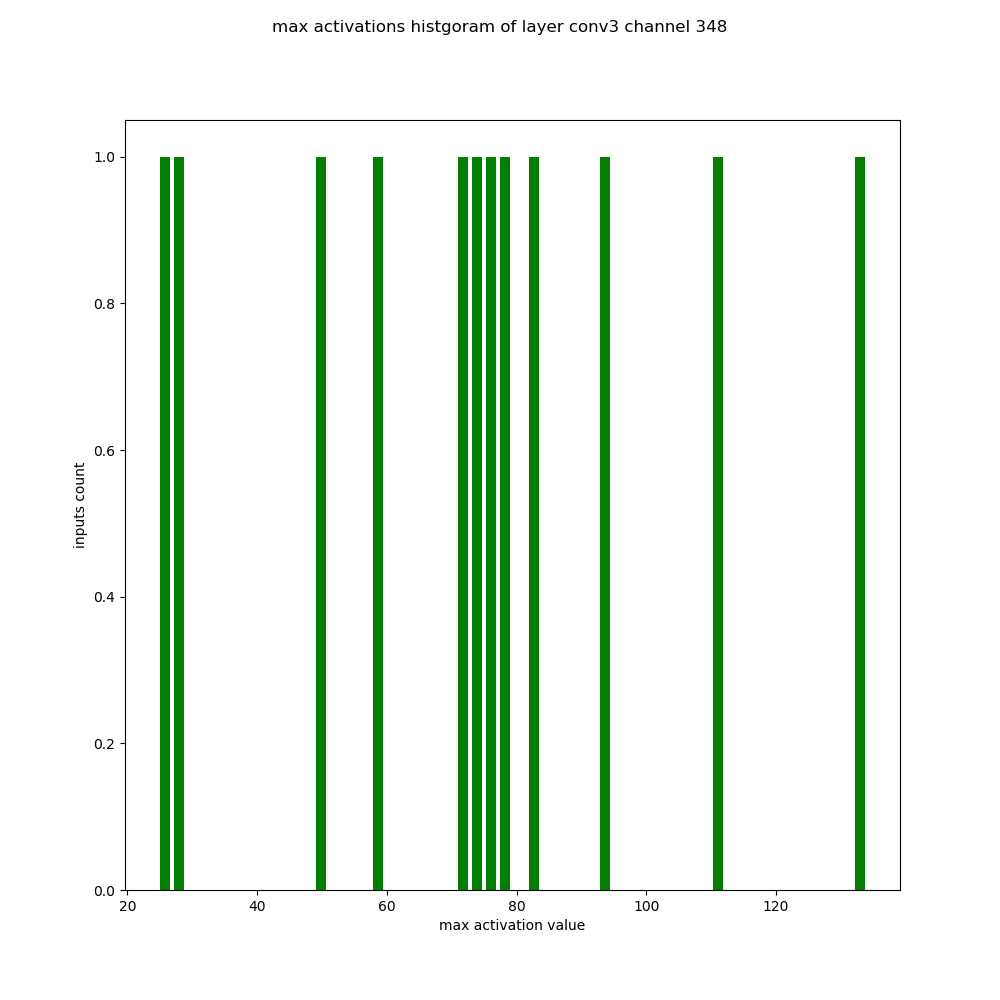 max activations histgoram of layer conv3 channel 348
1.0
0.8
0.6
0.4
0.2
0.0
inputs count
20 40 60 80 100 120
max activation value